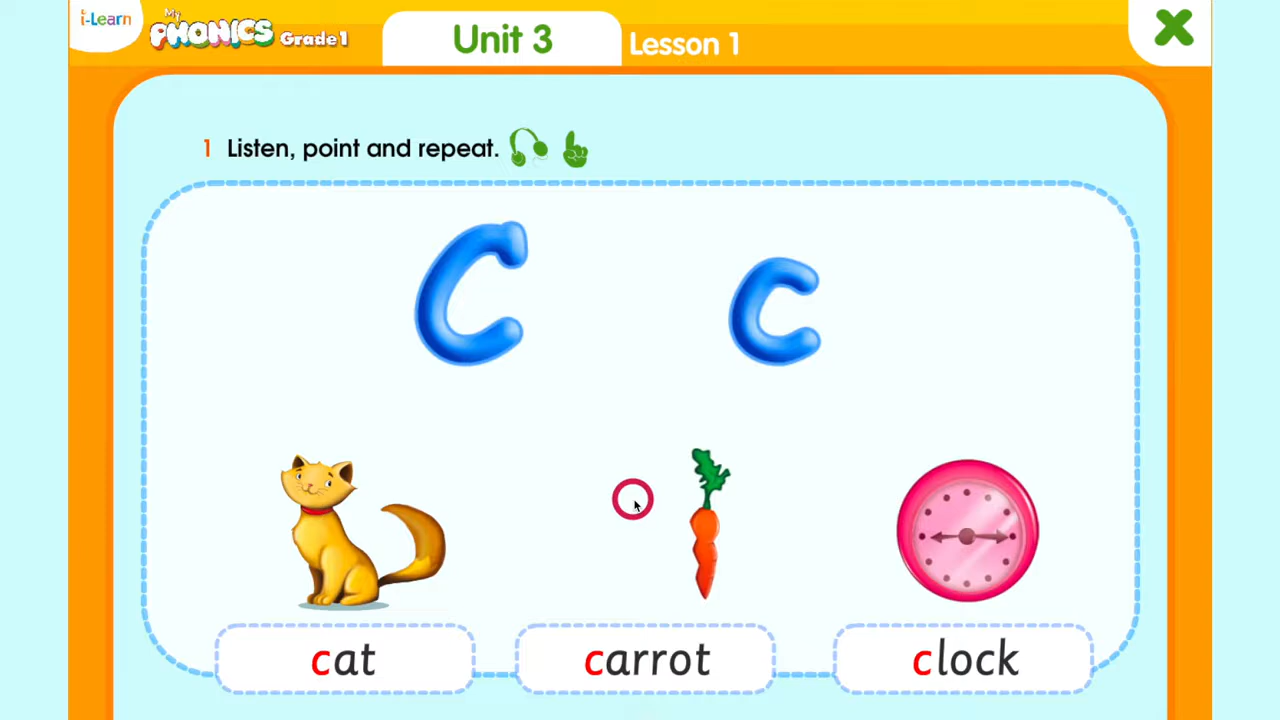 i-Learn
My
PHONICS Grade 1
Unit 3
Lesson 1
1 Listen, point and repeat.
C c
cat
carrot
clock